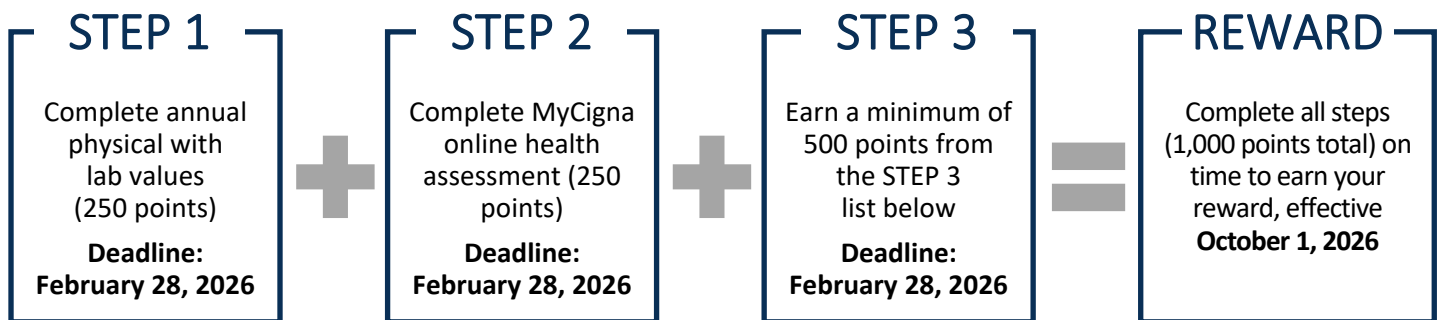 STEP 1
Complete annual
physical with
lab values
(250 points)
Deadline:
February 28, 2026
STEP 2
Complete MyCigna
online health
assessment (250
points)
Deadline:
February 28, 2026
STEP 3
Earn a minimum of
500 points from
the STEP 3
list below
Deadline:
February 28, 2026
REWARD
Complete all steps
(1,000 points total) on
time to earn your
reward, effective
October 1, 2026